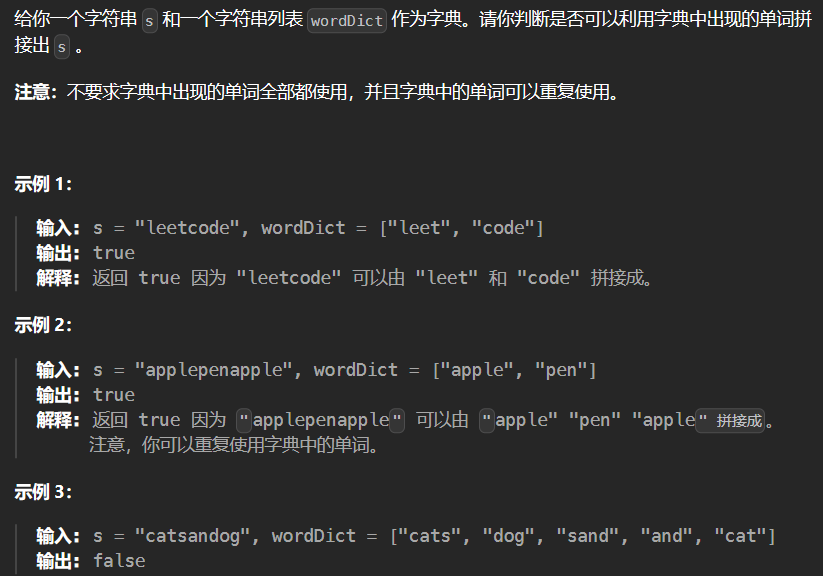 给你一个字符串 s 和一个字符串列表 wordDict 作为字典。请你判断是否可以利用字典中出现的单词拼
接出 s 。
注意：不要求字典中出现的单词全部都使用，并且字典中的单词可以重复使用。
示例 1：
输入: s = "leetcode", wordDict = ["leet", "code"]
输出: true
解释: 返回 true 因为 "leetcode" 可以由 "leet" 和 "code" 拼接成。
示例 2：
输入: s = "applepenapple", wordDict = ["apple", "pen"]
输出: true
解释: 返回 true 因为 "applepenapple" 可以由 "apple" "pen" "apple" 拼接成。
注意，你可以重复使用字典中的单词。
示例 3：
输入: s = "catsandog", wordDict = ["cats", "dog", "sand", "and", "cat"]
输出: false